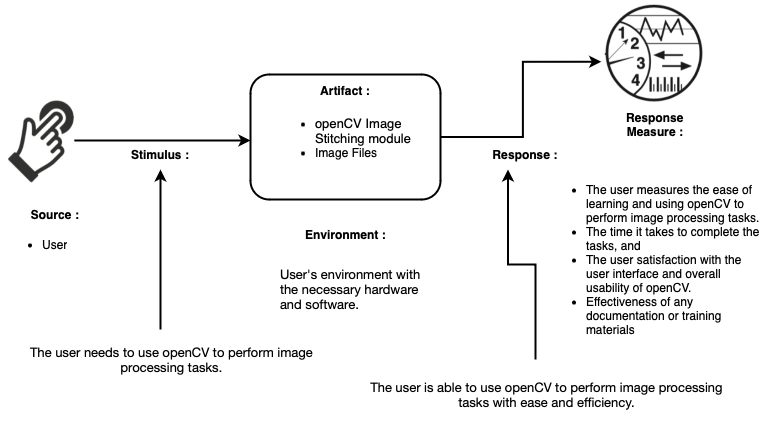 1
2
3
4
Artifact :
• openCV Image
Stitching module
• Image Files
Response
Measure :
Stimulus :
Response :
Source :
• User
Environment :
User's environment with
the necessary hardware
and software.
• The user measures the ease of
learning and using openCV to
perform image processing tasks.
• The time it takes to complete the
tasks, and
• The user satisfaction with the
user interface and overall
usability of openCV.
• Effectiveness of any
documentation or training
materials
The user needs to use openCV to perform image
processing tasks.
The user is able to use openCV to perform image processing
tasks with ease and efficiency.